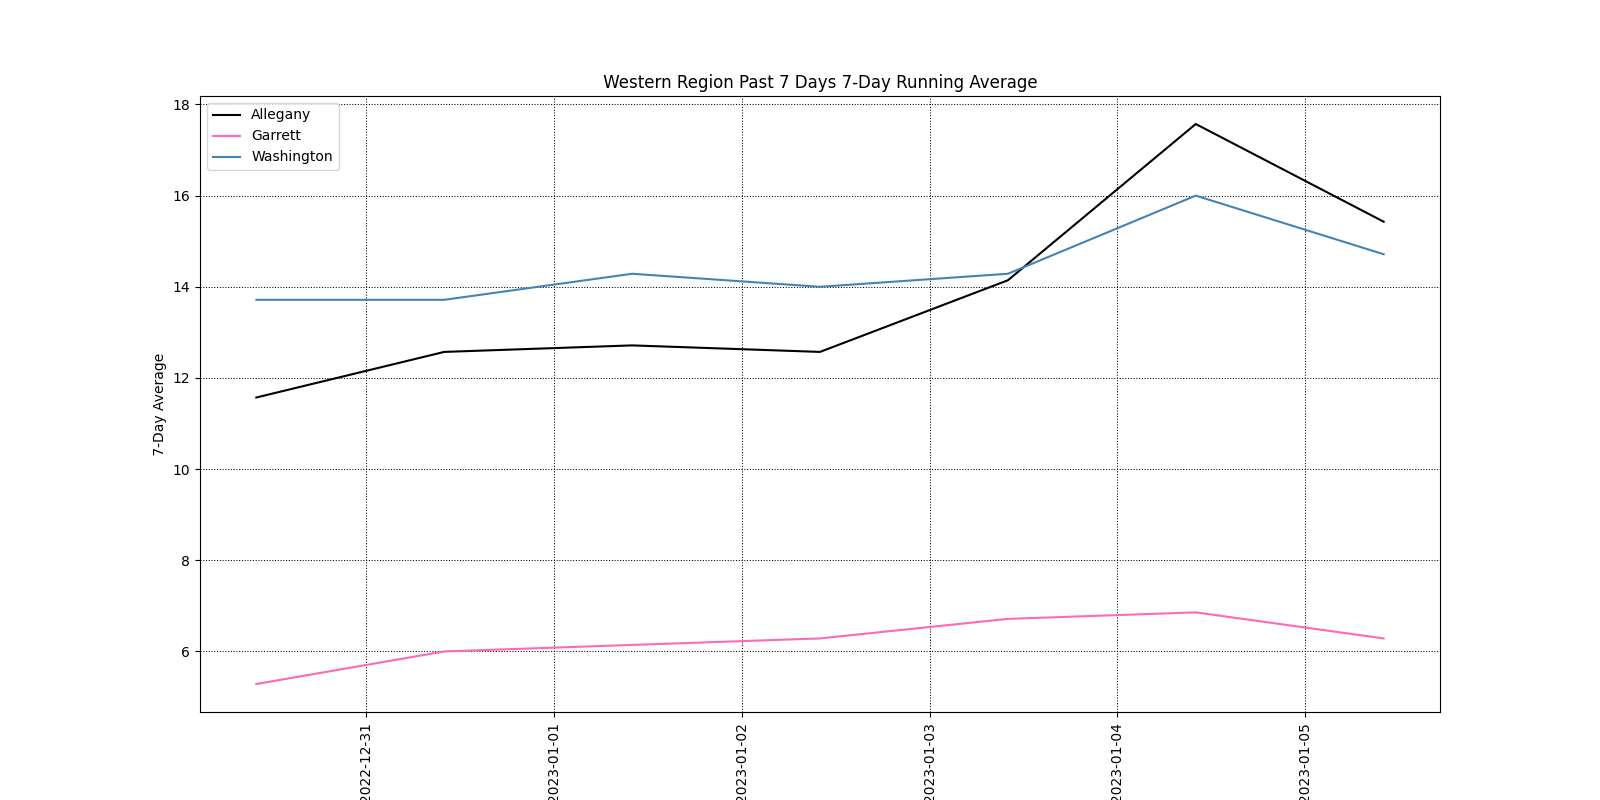 Western Region Past 7 Days 7-Day Running Average
Allegany
Garrett
Washington
7-Day Average
18
16
14
12
10
8
6
2022-12-31
2023-01-01
2023-01-02
2023-01-03
2023-01-04
2023-01-05